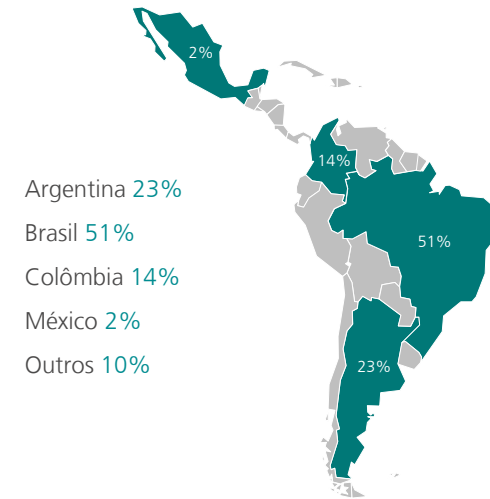 2%
14%
Argentina 23%
Brasil 51%
51%
Colômbia 14%
México 2%
Outros 10%
23%